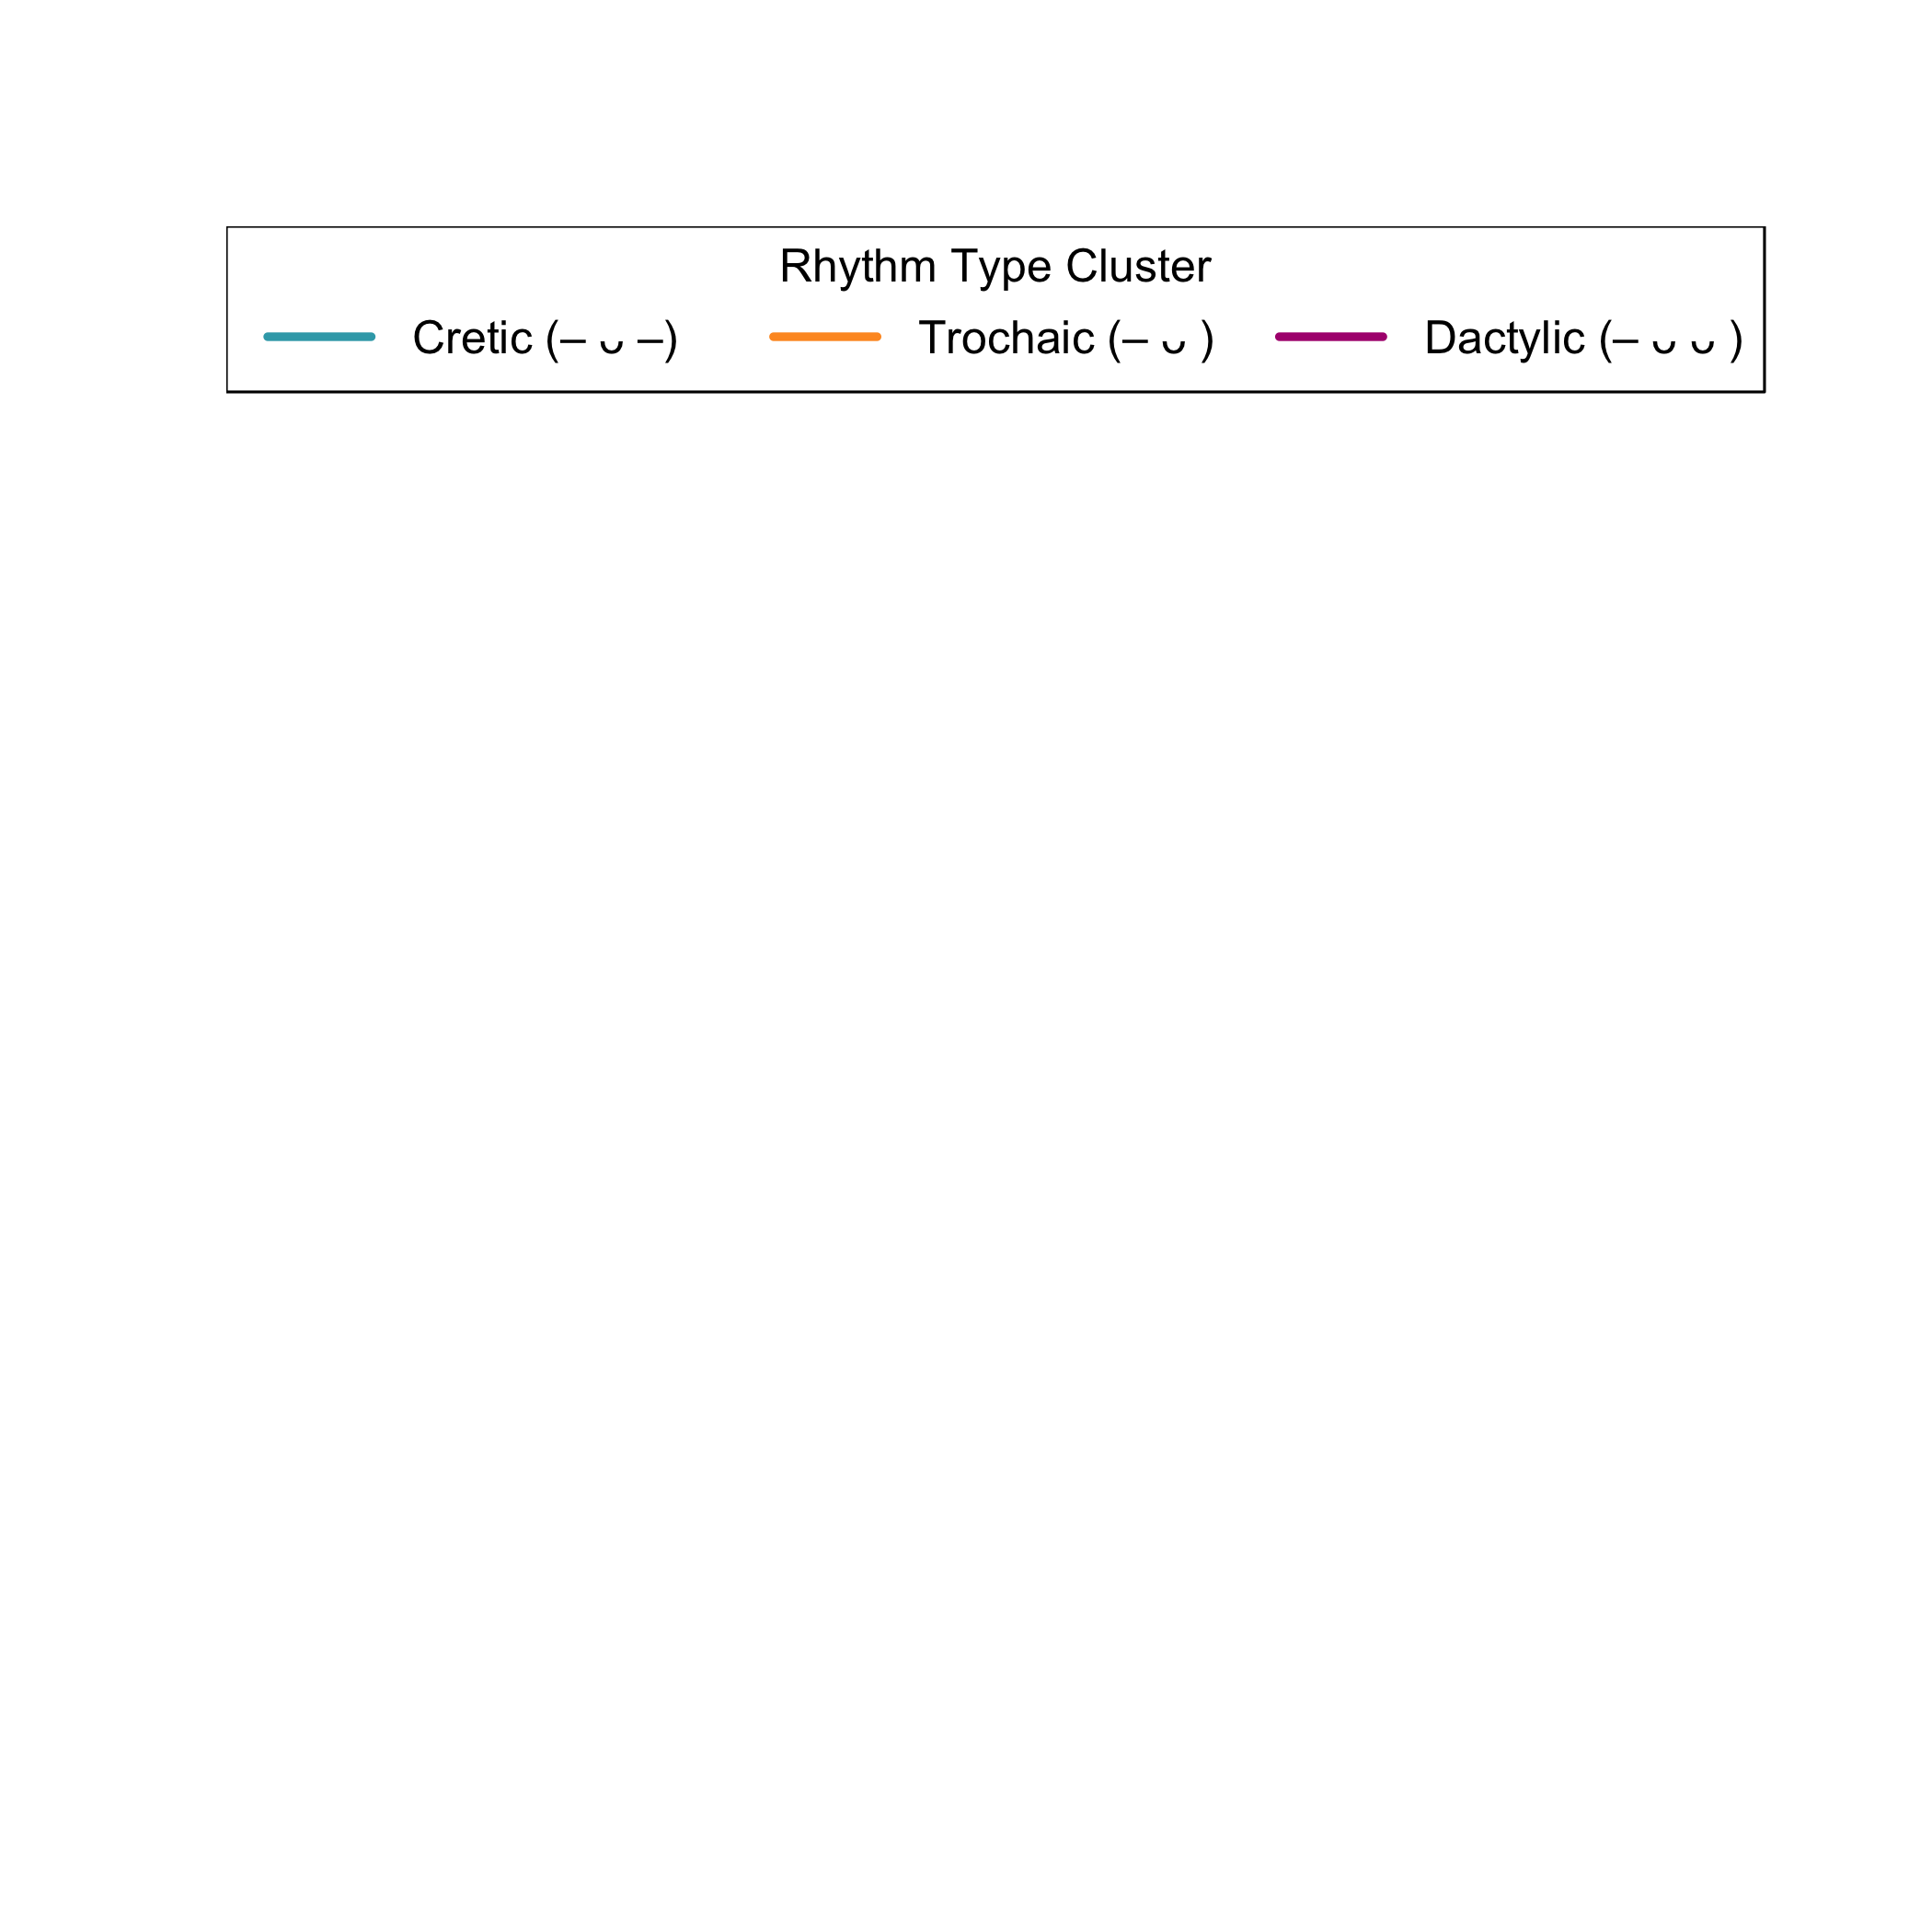 Rhythm Type Cluster
Cretic (– ᴗ –) Trochaic (– ᴗ ) Dactylic (– ᴗ ᴗ )